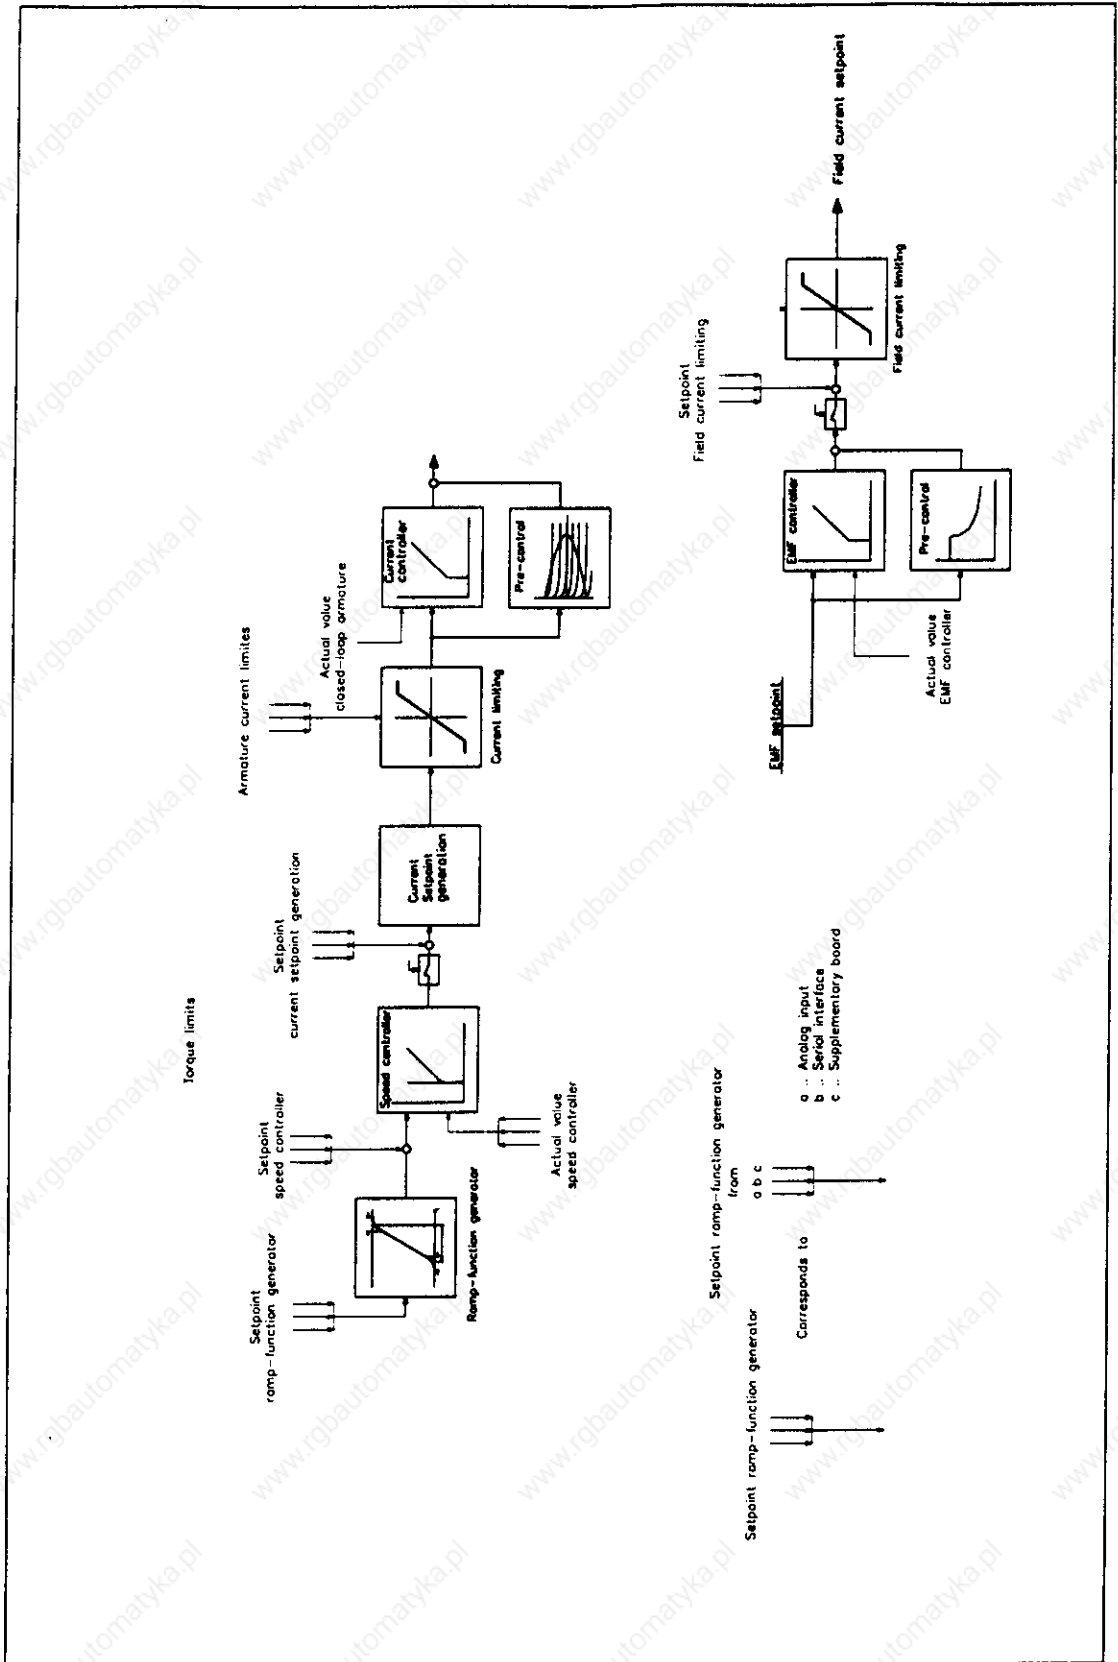 Torque limits
Setpoint
ramp-function generator
Ramp-function generator
Setpoint
speed controller
Speed controller
Actual value
speed controller
Setpoint
current setpoint generation
Current
Setpoint
generation
Armature current limites
Current limiting
Actual value
closed-loop armature
Current
controller
Pre-control
EMF setpoint
Actual value
EMF controller
EMF controller
Pre-control
Setpoint
Field current limiting
Field current limiting
Field current setpoint
Setpoint ramp-function generator
Corresponds to
Setpoint ramp-function generator
from
a b c
a .. Analog input
b .. Serial interface
c .. Supplementary board
www.rgbautomatyka.pl